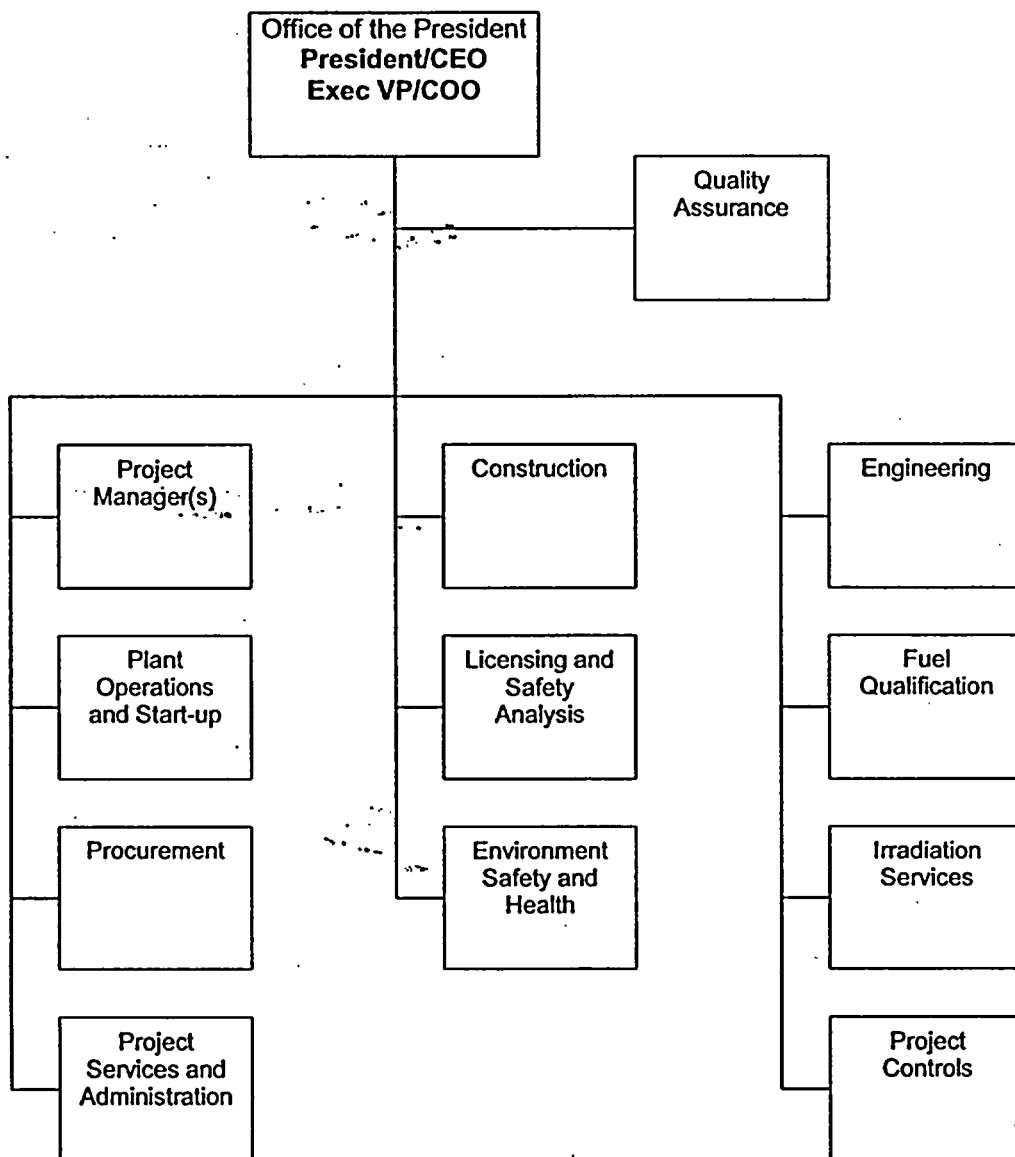 Office of the President
President/CEO
Exec VP/COO
Quality
Assurance
Project
Manager(s)
Construction
Engineering
Plant
Operations
and Start-up
Licensing and
Safety
Analysis
Fuel
Qualification
Procurement
Environment
Safety and
Health
Irradiation
Services
Project
Services and
Administration
Project
Controls